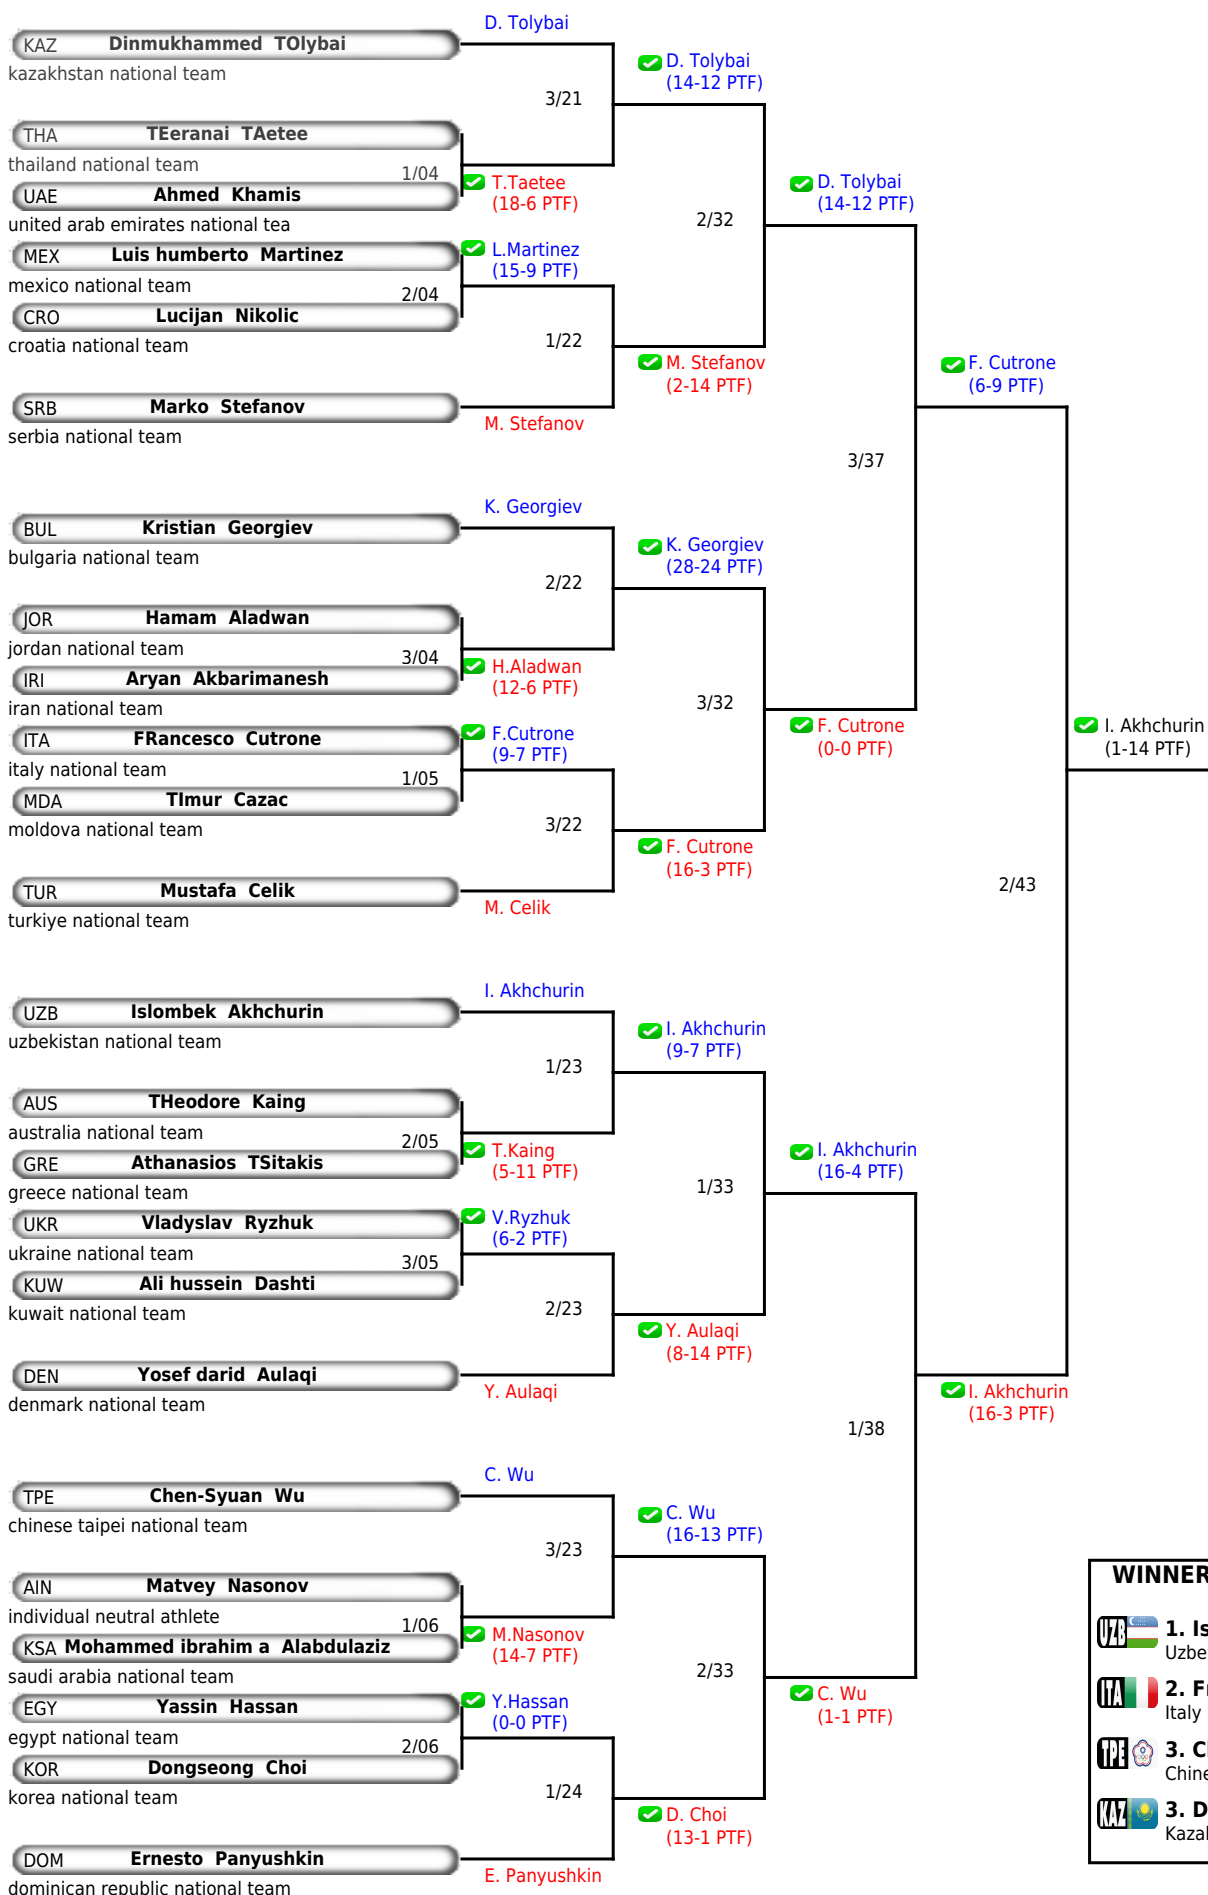 D. Tolybai
KAZ Dinmukhammed TOlybai
kazakhstan national team
D. Tolybai
(14-12 PTF)
3/21
THA TEeranai TAetee
thailand national team
1/04
T.Taetee
(18-6 PTF)
UAE Ahmed Khamis
united arab emirates national tea
D. Tolybai
(14-12 PTF)
2/32
MEX Luis humberto Martinez
mexico national team
L.Martinez
(15-9 PTF)
2/04
CRO Lucijan Nikolic
croatia national team
1/22
M. Stefanov
(2-14 PTF)
SRB Marko Stefanov
serbia national team
M. Stefanov
F. Cutrone
(6-9 PTF)
3/37
K. Georgiev
BUL Kristian Georgiev
bulgaria national team
K. Georgiev
(28-24 PTF)
2/22
JOR Hamam Aladwan
jordan national team
3/04
H.Aladwan
(12-6 PTF)
IRI Aryan Akbarimanesh
iran national team
3/32
F. Cutrone
(0-0 PTF)
I. Akhchurin
(1-14 PTF)
ITA FRancesco Cutrone
italy national team
F.Cutrone
(9-7 PTF)
1/05
MDA TImur Cazac
moldova national team
3/22
F. Cutrone
(16-3 PTF)
TUR Mustafa Celik
turkiye national team
M. Celik
2/43
I. Akhchurin
UZB Islombek Akhchurin
uzbekistan national team
I. Akhchurin
(9-7 PTF)
1/23
AUS THeodore Kaing
australia national team
2/05
T.Kaing
(5-11 PTF)
GRE Athanasios TSitakis
greece national team
I. Akhchurin
(16-4 PTF)
1/33
UKR Vladyslav Ryzhuk
ukraine national team
V.Ryzhuk
(6-2 PTF)
3/05
KUW Ali hussein Dashti
kuwait national team
2/23
Y. Aulaqi
(8-14 PTF)
DEN Yosef darid Aulaqi
denmark national team
Y. Aulaqi
I. Akhchurin
(16-3 PTF)
1/38
C. Wu
TPE Chen-Syuan Wu
chinese taipei national team
C. Wu
(16-13 PTF)
3/23
AIN Matvey Nasonov
individual neutral athlete
1/06
M.Nasonov
(14-7 PTF)
KSA Mohammed ibrahim a Alabdulaziz
saudi arabia national team
2/33
C. Wu
(1-1 PTF)
EGY Yassin Hassan
egypt national team
Y.Hassan
(0-0 PTF)
2/06
KOR Dongseong Choi
korea national team
1/24
D. Choi
(13-1 PTF)
DOM Ernesto Panyushkin
dominican republic national team
E. Panyushkin
WINNER
UZB 1. Is
Uzbe
ITA 2. Fr
Italy
TPE 3. Cl
Chine
KAZ 3. D
Kazal